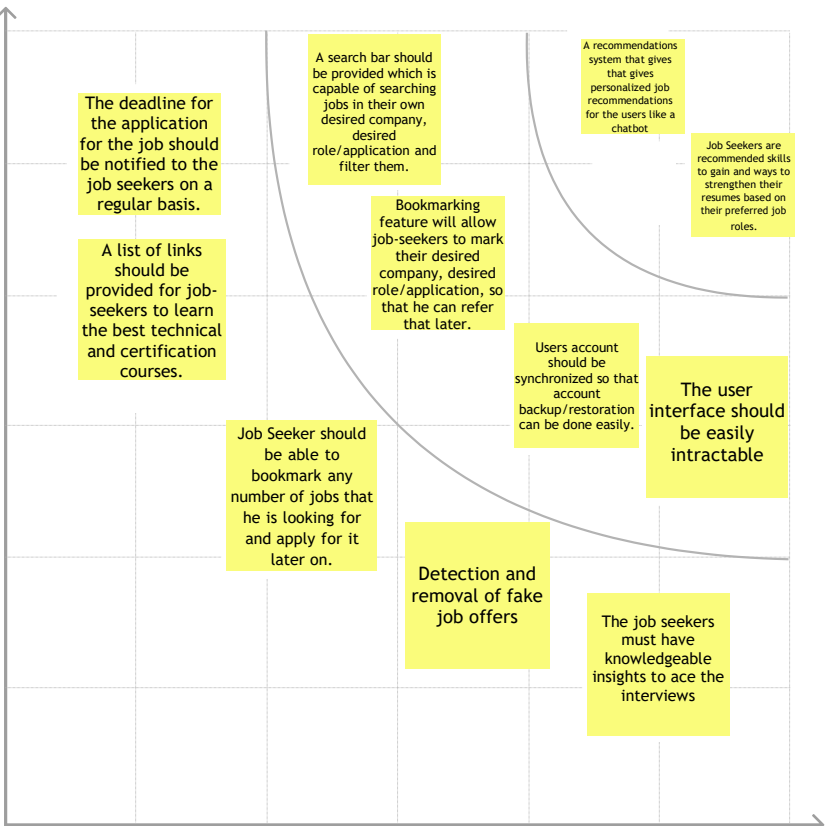 The deadline for
the application
for the job should
be notified to the
job seekers on a
regular basis.
A list of links
should be
provided for job-
seekers to learn
the best technical
and certification
courses.
A search bar should
be provided which is
capable of searching
jobs in their own
desired company,
desired
role/application and
filter them.
Bookmarking
feature will allow
job-seekers to mark
their desired
company, desired
role/application, so
that he can refer
that later.
A recommendations
system that gives
that gives
personalized job
recommendations
for the users like a
chatbot
Job Seekers are
recommended skills
to gain and ways to
strengthen their
resumes based on
their preferred job
roles.
Users account
should be
synchronized so that
account
backup/restoration
can be done easily.
The user
interface should
be easily
intractable
Job Seeker should
be able to
bookmark any
number of jobs that
he is looking for
and apply for it
later on.
Detection and
removal of fake
job offers
The job seekers
must have
knowledgeable
insights to ace the
interviews